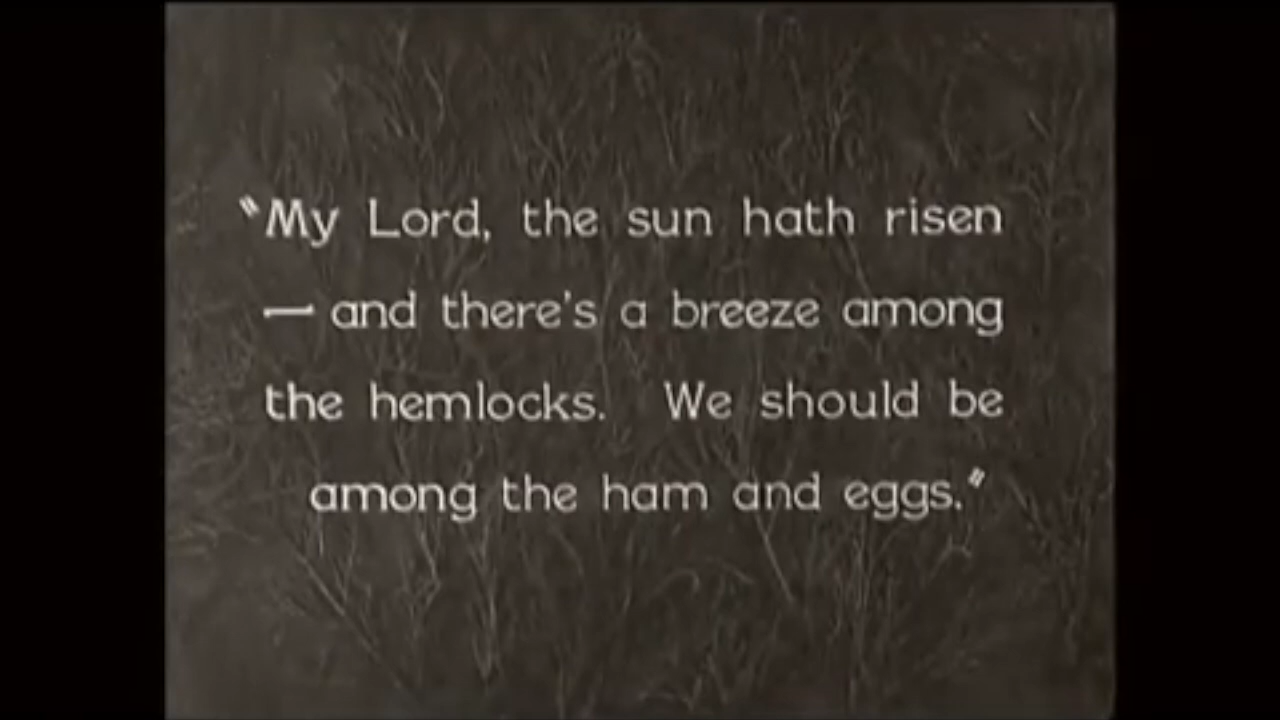 "My Lord, the sun hath risen
— and there's a breeze among
the hemlocks. We should be
among the ham and eggs."